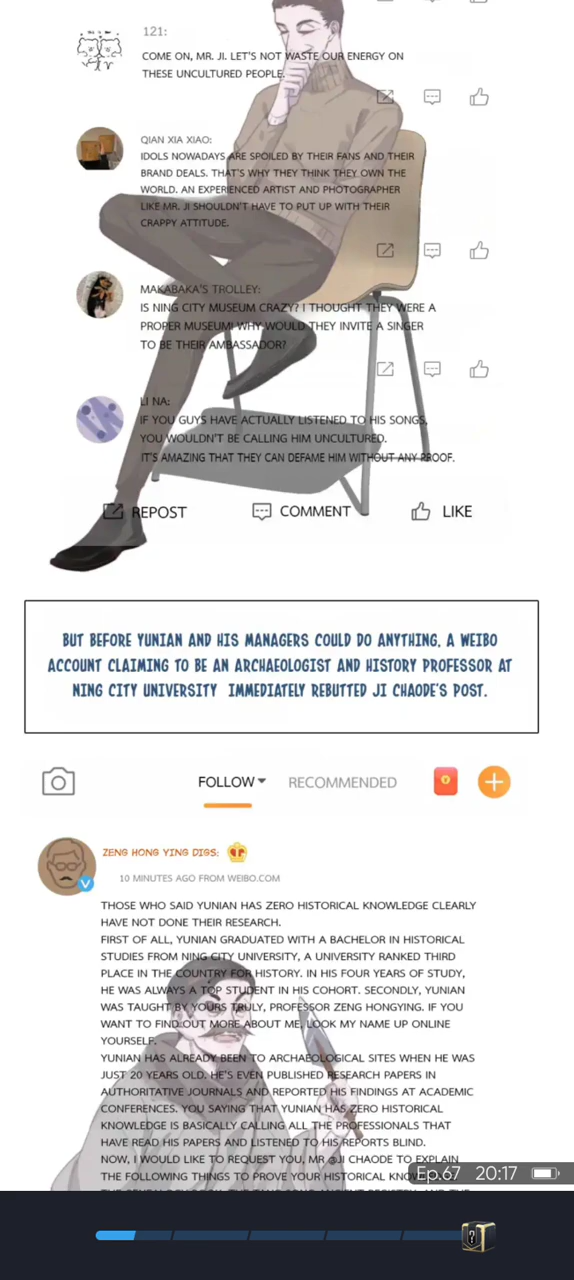 121:
COME ON, MR. JI. LET'S NOT WASTE OUR ENERGY ON
THESE UNCULTURED PEOPLE.
QIAN XIA XIAO:
IDOLS NOWADAYS ARE SPOILED BY THEIR FANS AND THEIR
BRAND DEALS. THAT'S WHY THEY THINK THEY OWN THE
WORLD. AN EXPERIENCED ARTIST AND PHOTOGRAPHER
LIKE MR. JI SHOULDN'T HAVE TO PUT UP WITH THEIR
CRAPPY ATTITUDE.
MAKABAKA'S TROLLEY:
IS NING CITY MUSEUM CRAZY? I THOUGHT THEY WERE A
PROPER MUSEUM! WHY WOULD THEY INVITE A SINGER
TO BE THEIR AMBASSADOR?
LI NA:
IF YOU GUYS HAVE ACTUALLY LISTENED TO HIS SONGS,
YOU WOULDN'T BE CALLING HIM UNCULTURED.
IT'S AMAZING THAT THEY CAN DEFAME HIM WITHOUT ANY PROOF.
REPOST COMMENT LIKE
BUT BEFORE YUNIAN AND HIS MANAGERS COULD DO ANYTHING, A WEIBO
ACCOUNT CLAIMING TO BE AN ARCHAEOLOGIST AND HISTORY PROFESSOR AT
NING CITY UNIVERSITY IMMEDIATELY REBUTTED JI CHAODE'S POST.
FOLLOW RECOMMENDED
ZENG HONG YING DIGS:
10 MINUTES AGO FROM WEIBO.COM
THOSE WHO SAID YUNIAN HAS ZERO HISTORICAL KNOWLEDGE CLEARLY
HAVE NOT DONE THEIR RESEARCH.
FIRST OF ALL, YUNIAN GRADUATED WITH A BACHELOR IN HISTORICAL
STUDIES FROM NING CITY UNIVERSITY, A UNIVERSITY RANKED THIRD
PLACE IN THE COUNTRY FOR HISTORY. IN HIS FOUR YEARS OF STUDY,
HE WAS ALWAYS A TOP STUDENT IN HIS COHORT. SECONDLY, YUNIAN
WAS TAUGHT BY YOURS TRULY, PROFESSOR ZENG HONGYING. IF YOU
WANT TO FIND OUT MORE ABOUT ME, LOOK MY NAME UP ONLINE
YOURSELF.
YUNIAN HAS ALREADY BEEN TO ARCHAEOLOGICAL SITES WHEN HE WAS
JUST 20 YEARS OLD. HE'S EVEN PUBLISHED RESEARCH PAPERS IN
AUTHORITATIVE JOURNALS AND REPORTED HIS FINDINGS AT ACADEMIC
CONFERENCES. YOU SAYING THAT YUNIAN HAS ZERO HISTORICAL
KNOWLEDGE IS BASICALLY CALLING ALL THE PROFESSIONALS THAT
HAVE READ HIS PAPERS AND LISTENED TO HIS REPORTS BLIND.
NOW, I WOULD LIKE TO REQUEST YOU, MR @JI CHAODE TO EXPLAIN
THE FOLLOWING THINGS TO PROVE YOUR HISTORICAL
Ep.67 20:17